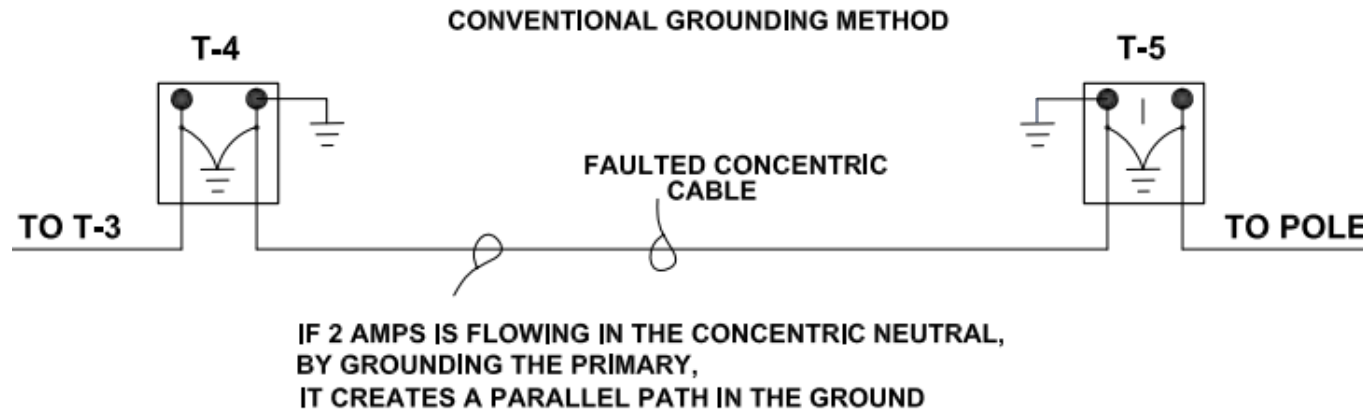 CONVENTIONAL GROUNDING METHOD
T-4
T-5
FAULTED CONCENTRIC
CABLE
TO T-3
TO POLE
IF 2 AMPS IS FLOWING IN THE CONCENTRIC NEUTRAL,
BY GROUNDING THE PRIMARY,
IT CREATES A PARALLEL PATH IN THE GROUND